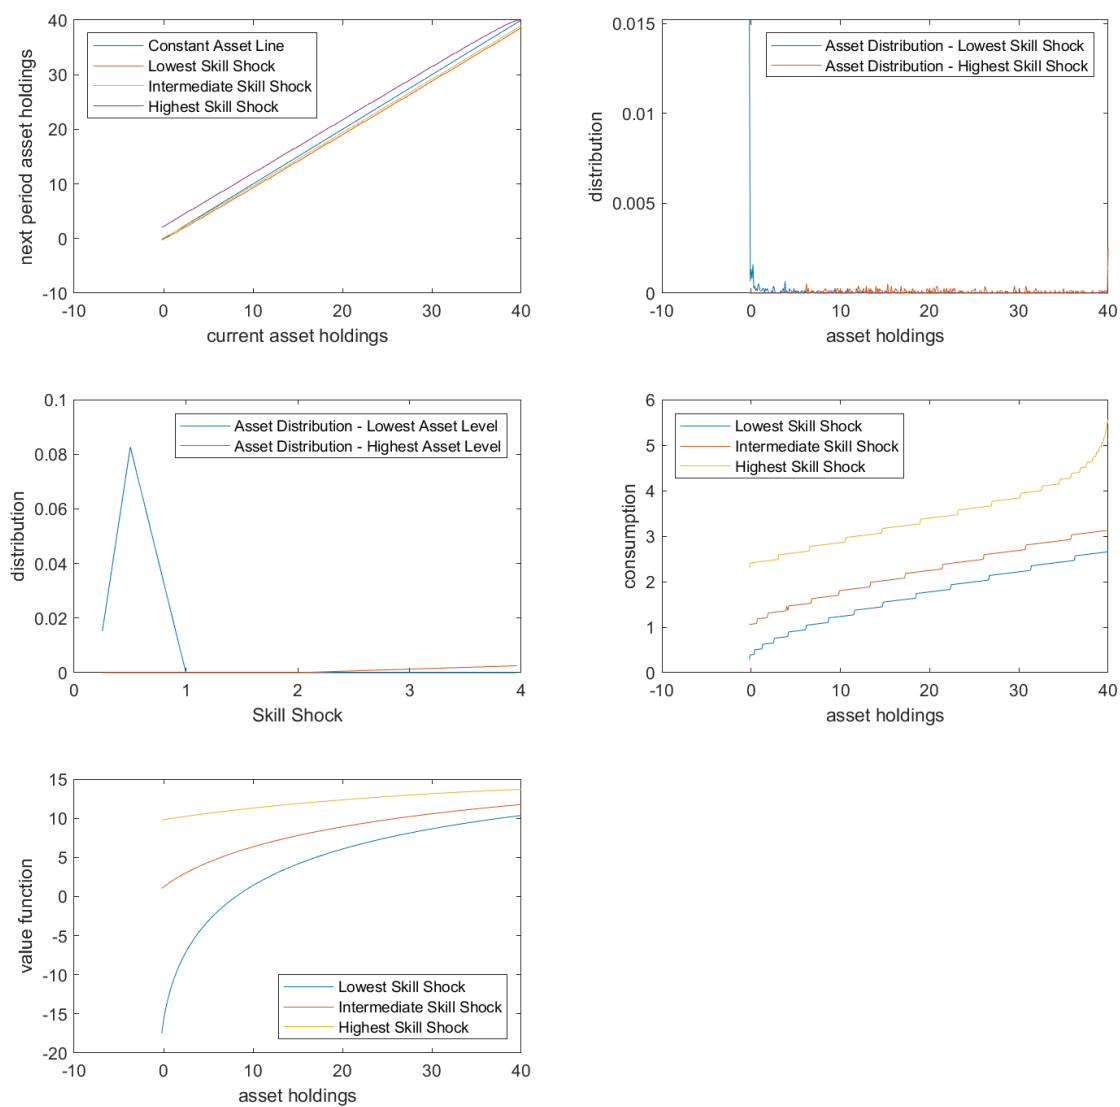 40
30
20
10
0
-10
next period asset holdings
Constant Asset Line
Lowest Skill Shock
Intermediate Skill Shock
Highest Skill Shock
-10
0
10
20
30
40
current asset holdings
0.015
0.01
0.005
0
distribution
Asset Distribution - Lowest Skill Shock
Asset Distribution - Highest Skill Shock
-10
0
10
20
30
40
asset holdings
0.1
0.08
0.06
0.04
0.02
0
distribution
Asset Distribution - Lowest Asset Level
Asset Distribution - Highest Asset Level
0
1
2
3
4
Skill Shock
6
5
4
3
2
1
0
consumption
Lowest Skill Shock
Intermediate Skill Shock
Highest Skill Shock
-10
0
10
20
30
40
asset holdings
15
10
5
0
-5
-10
-15
-20
value function
Lowest Skill Shock
Intermediate Skill Shock
Highest Skill Shock
-10
0
10
20
30
40
asset holdings